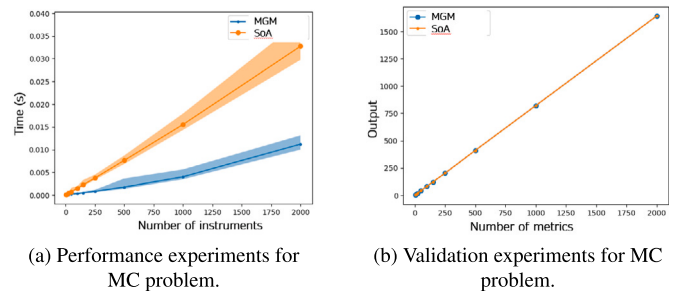 0.040
0.035
0.030
0.025
0.020
0.015
0.010
0.005
0.000
Time (s)
MGM
SoA
0 250 500 750 1000 1250 1500 1750 2000
Number of instruments
(a) Performance experiments for
MC problem.
1500
1250
1000
750
500
250
0
Output
MGM
SoA
0 250 500 750 1000 1250 1500 1750 2000
Number of metrics
(b) Validation experiments for MC
problem.